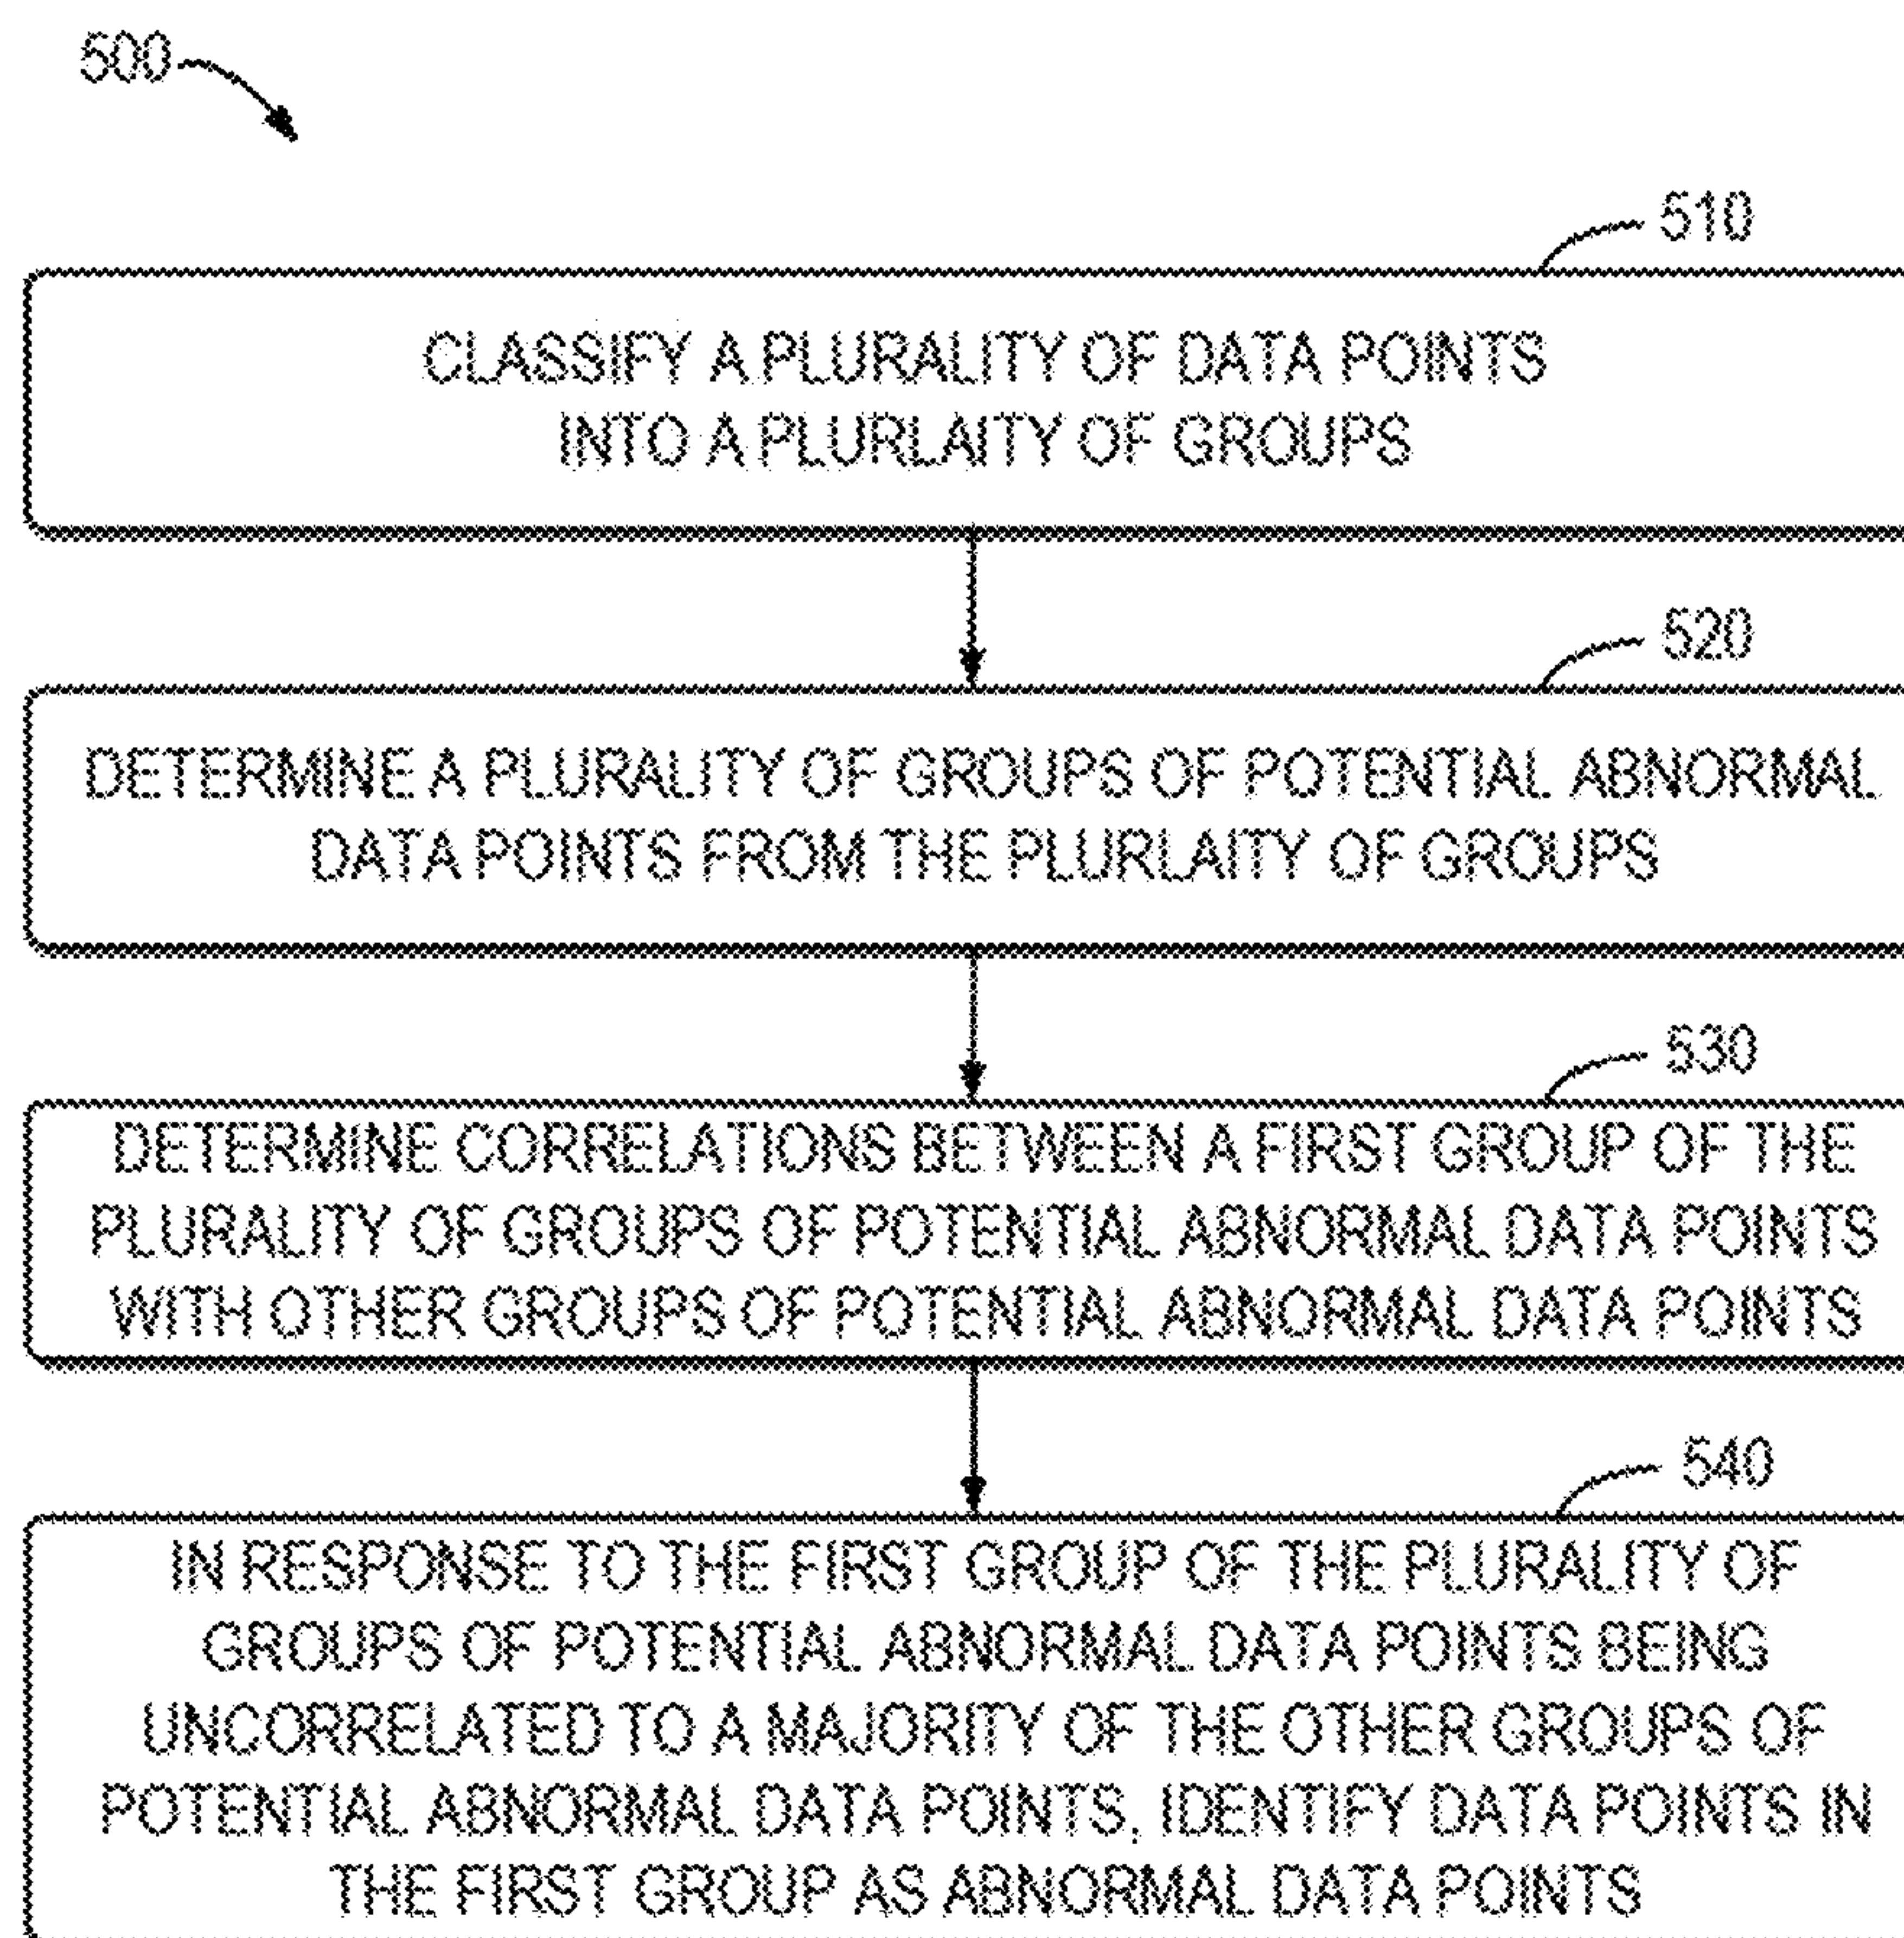 500
510
CLASSIFY A PLURALITY OF DATA POINTS
INTO A PLURLAITY OF GROUPS
520
DETERMINE A PLURALITY OF GROUPS OF POTENTIAL ABNORMAL
DATA POINTS FROM THE PLURLAITY OF GROUPS
530
DETERMINE CORRELATIONS BETWEEN A FIRST GROUP OF THE
PLURALITY OF GROUPS OF POTENTIAL ABNORMAL DATA POINTS
WITH OTHER GROUPS OF POTENTIAL ABNORMAL DATA POINTS
540
IN RESPONSE TO THE FIRST GROUP OF THE PLURALITY OF
GROUPS OF POTENTIAL ABNORMAL DATA POINTS BEING
UNCORRELATED TO A MAJORITY OF THE OTHER GROUPS OF
POTENTIAL ABNORMAL DATA POINTS, IDENTIFY DATA POINTS IN
THE FIRST GROUP AS ABNORMAL DATA POINTS